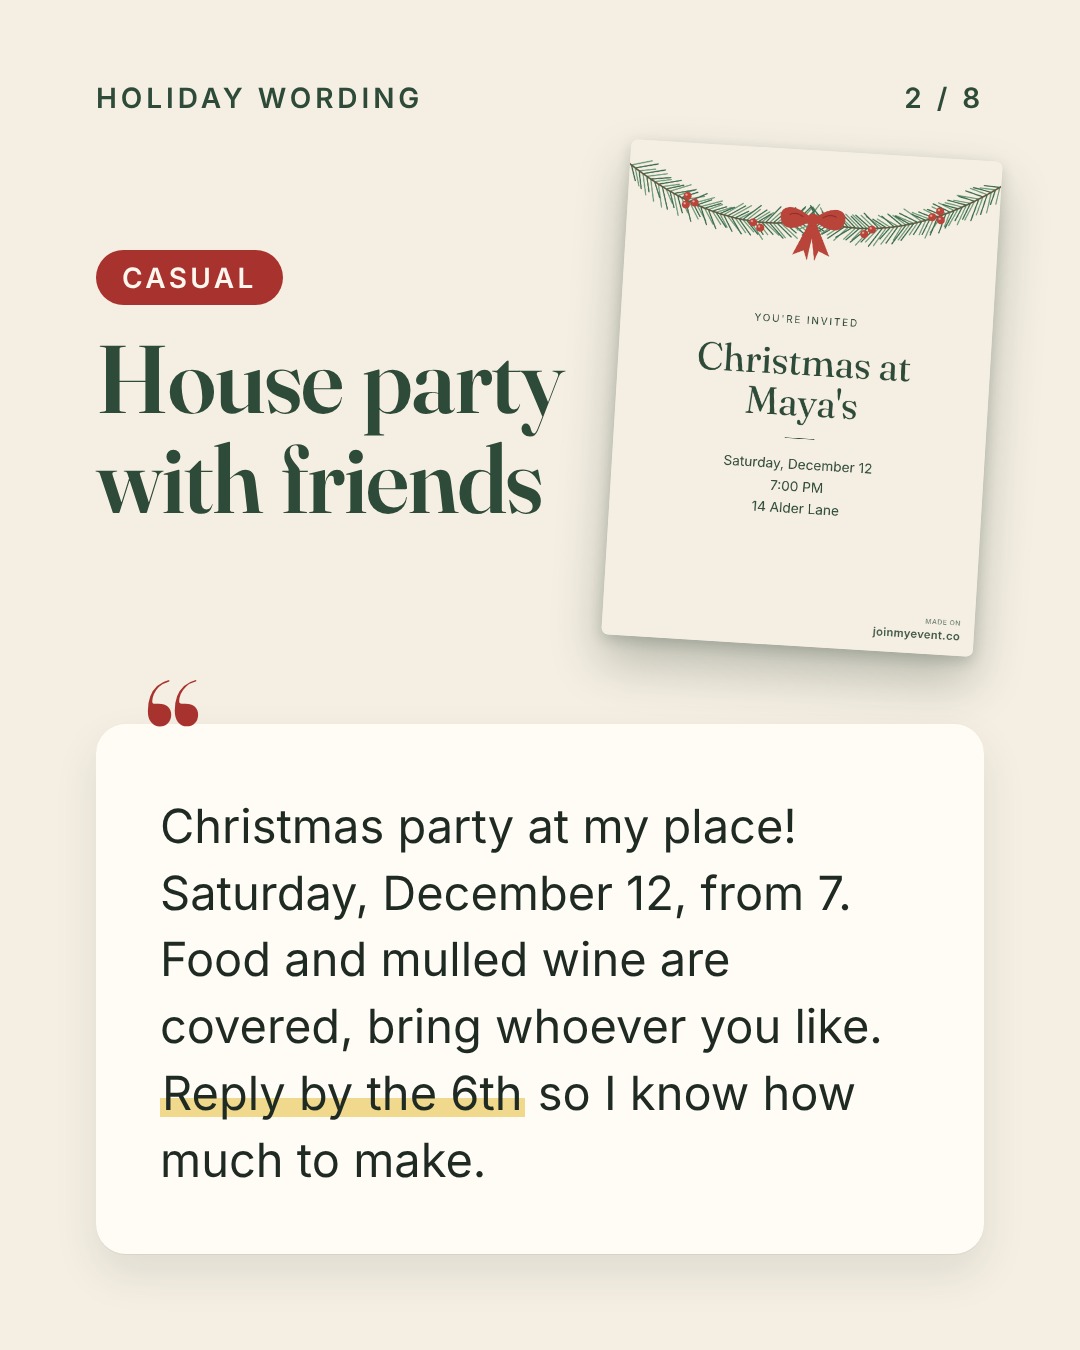 HOLIDAY WORDING
2 / 8
CASUAL
House party
with friends
YOU'RE INVITED
Christmas at
Maya's
Saturday, December 12
7:00 PM
14 Alder Lane
MADE ON
joinmyevent.co
“
Christmas party at my place!
Saturday, December 12, from 7.
Food and mulled wine are
covered, bring whoever you like.
Reply by the 6th so I know how
much to make.